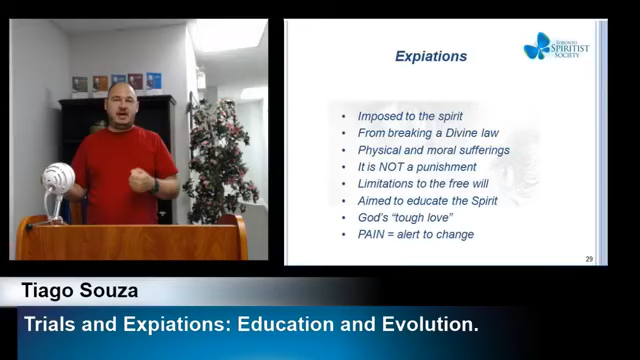 Expiations
TORONTO
SPIRITIST
SOCIETY
• Imposed to the spirit
• From breaking a Divine law
• Physical and moral sufferings
• It is NOT a punishment
• Limitations to the free will
• Aimed to educate the Spirit
• God's “tough love”
• PAIN = alert to change
29
Tiago Souza
Trials and Expiations: Education and Evolution.